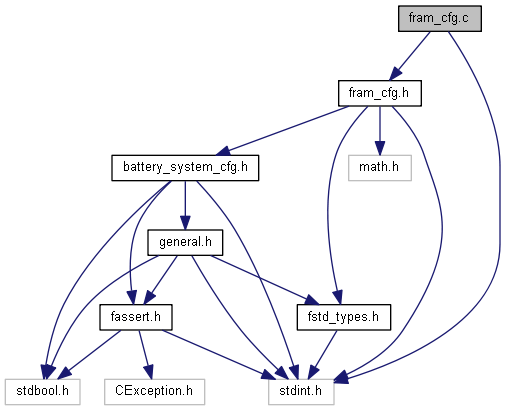 fram_cfg.c
fram_cfg.h
battery_system_cfg.h
math.h
general.h
fassert.h
fstd_types.h
stdbool.h
CException.h
stdint.h